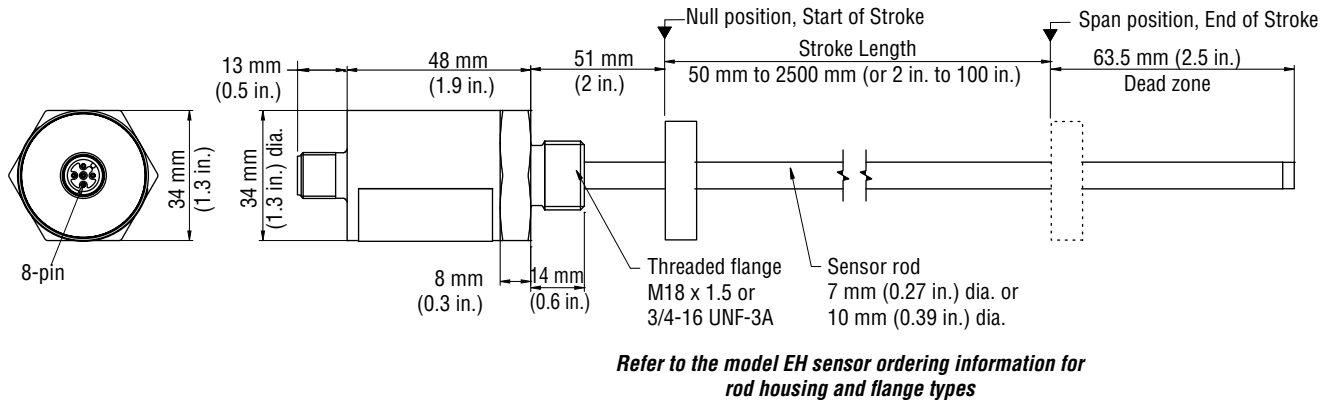 Null position, Start of Stroke
Span position, End of Stroke
13 mm
(0.5 in.)
48 mm
(1.9 in.)
51 mm
(2 in.)
Stroke Length
50 mm to 2500 mm (or 2 in. to 100 in.)
63.5 mm (2.5 in.)
Dead zone
34 mm
(1.3 in.)
34 mm
(1.3 in.) dia.
8-pin
8 mm
(0.3 in.)
14 mm
(0.6 in.)
Threaded flange
M18 x 1.5 or
3/4-16 UNF-3A
Sensor rod
7 mm (0.27 in.) dia. or
10 mm (0.39 in.) dia.
Refer to the model EH sensor ordering information for
rod housing and flange types